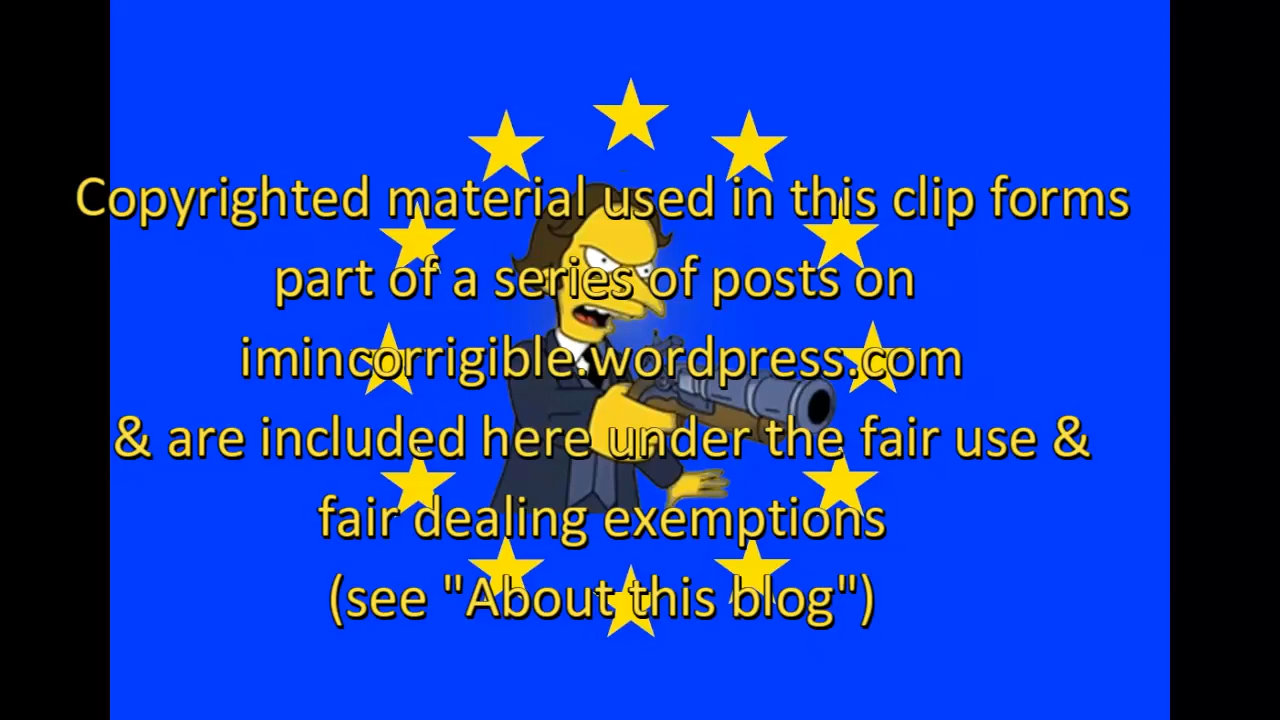 Copyrighted material used in this clip forms
part of a series of posts on
imincorrigible.wordpress.com
& are included here under the fair use &
fair dealing exemptions
(see "About this blog")